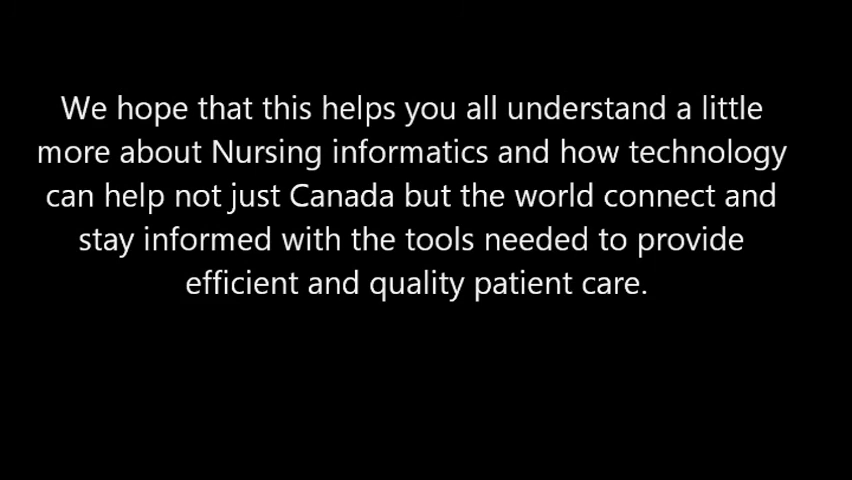 We hope that this helps you all understand a little
more about Nursing informatics and how technology
can help not just Canada but the world connect and
stay informed with the tools needed to provide
efficient and quality patient care.